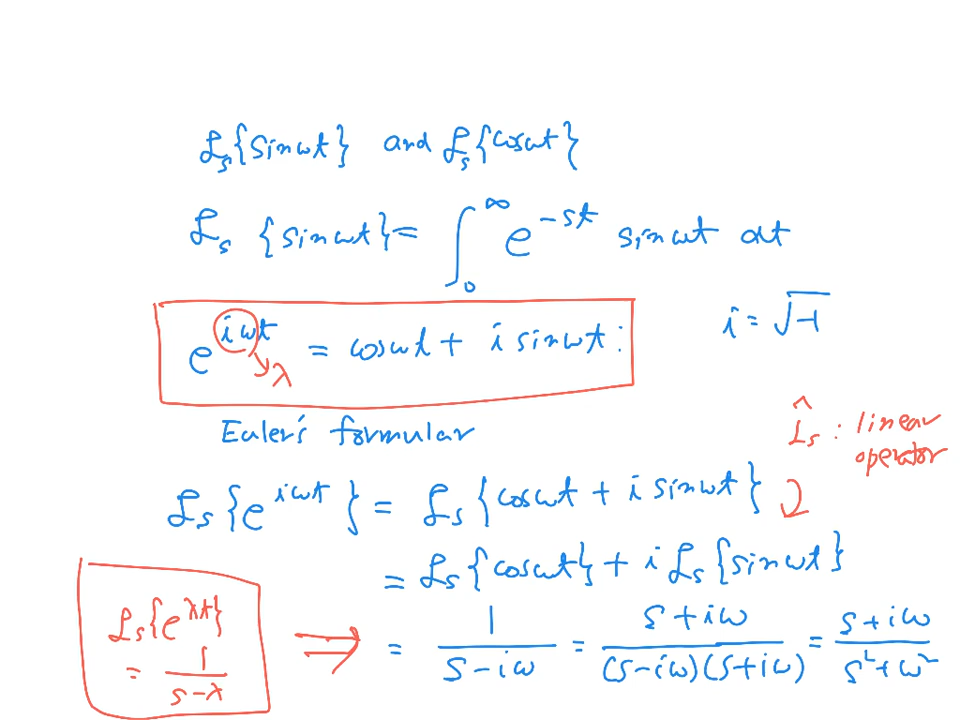 ℒₛ{sinωt} and ℒₛ{cosωt}
ℒₛ {sinωt} = ∫₀^∞ e^{-st} sinωt dt
e^{iωt} = cosωt + i sinωt :
→ λ
i = √-1
Euler's formular
L̂ₛ : linear
operator
ℒₛ{e^{iωt}} = ℒₛ{cosωt + i sinωt}
= ℒₛ{cosωt} + i ℒₛ{sinωt}
ℒₛ{e^{λt}}
= 1/(s-λ)
⇒ = 1/(s-iω) = (s+iω)/((s-iω)(s+iω)) = (s+iω)/(s²+ω²)